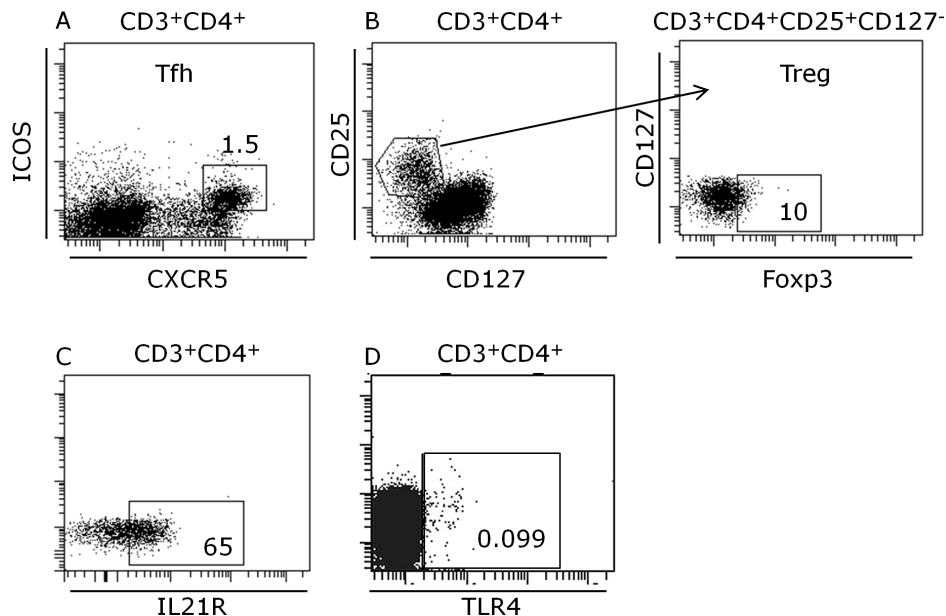 A
CD3⁺CD4⁺
Tfh
1.5
ICOS
CXCR5
B
CD3⁺CD4⁺
CD25
CD127
CD3⁺CD4⁺CD25⁺CD127⁻
Treg
CD127
10
Foxp3
C
CD3⁺CD4⁺
65
IL21R
D
CD3⁺CD4⁺
0.099
TLR4